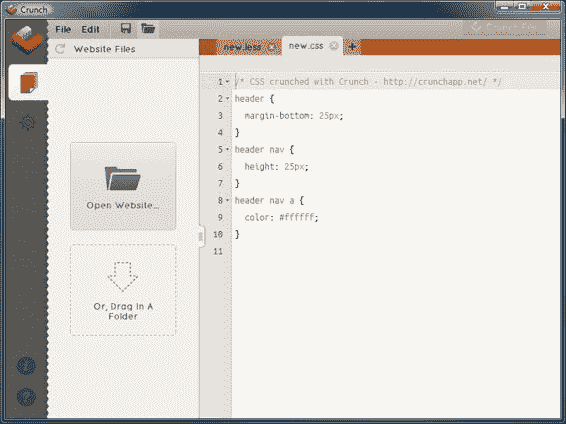 Crunch
File Edit
Website Files
new.less
new.css
Crunch File
1 /* CSS crunched with Crunch - http://crunchapp.net/ */
2 header {
3 margin-bottom: 25px;
4 }
5 header nav {
6 height: 25px;
7 }
8 header nav a {
9 color: #ffffff;
10 }
11
Open Website...
Or, Drag In A
Folder